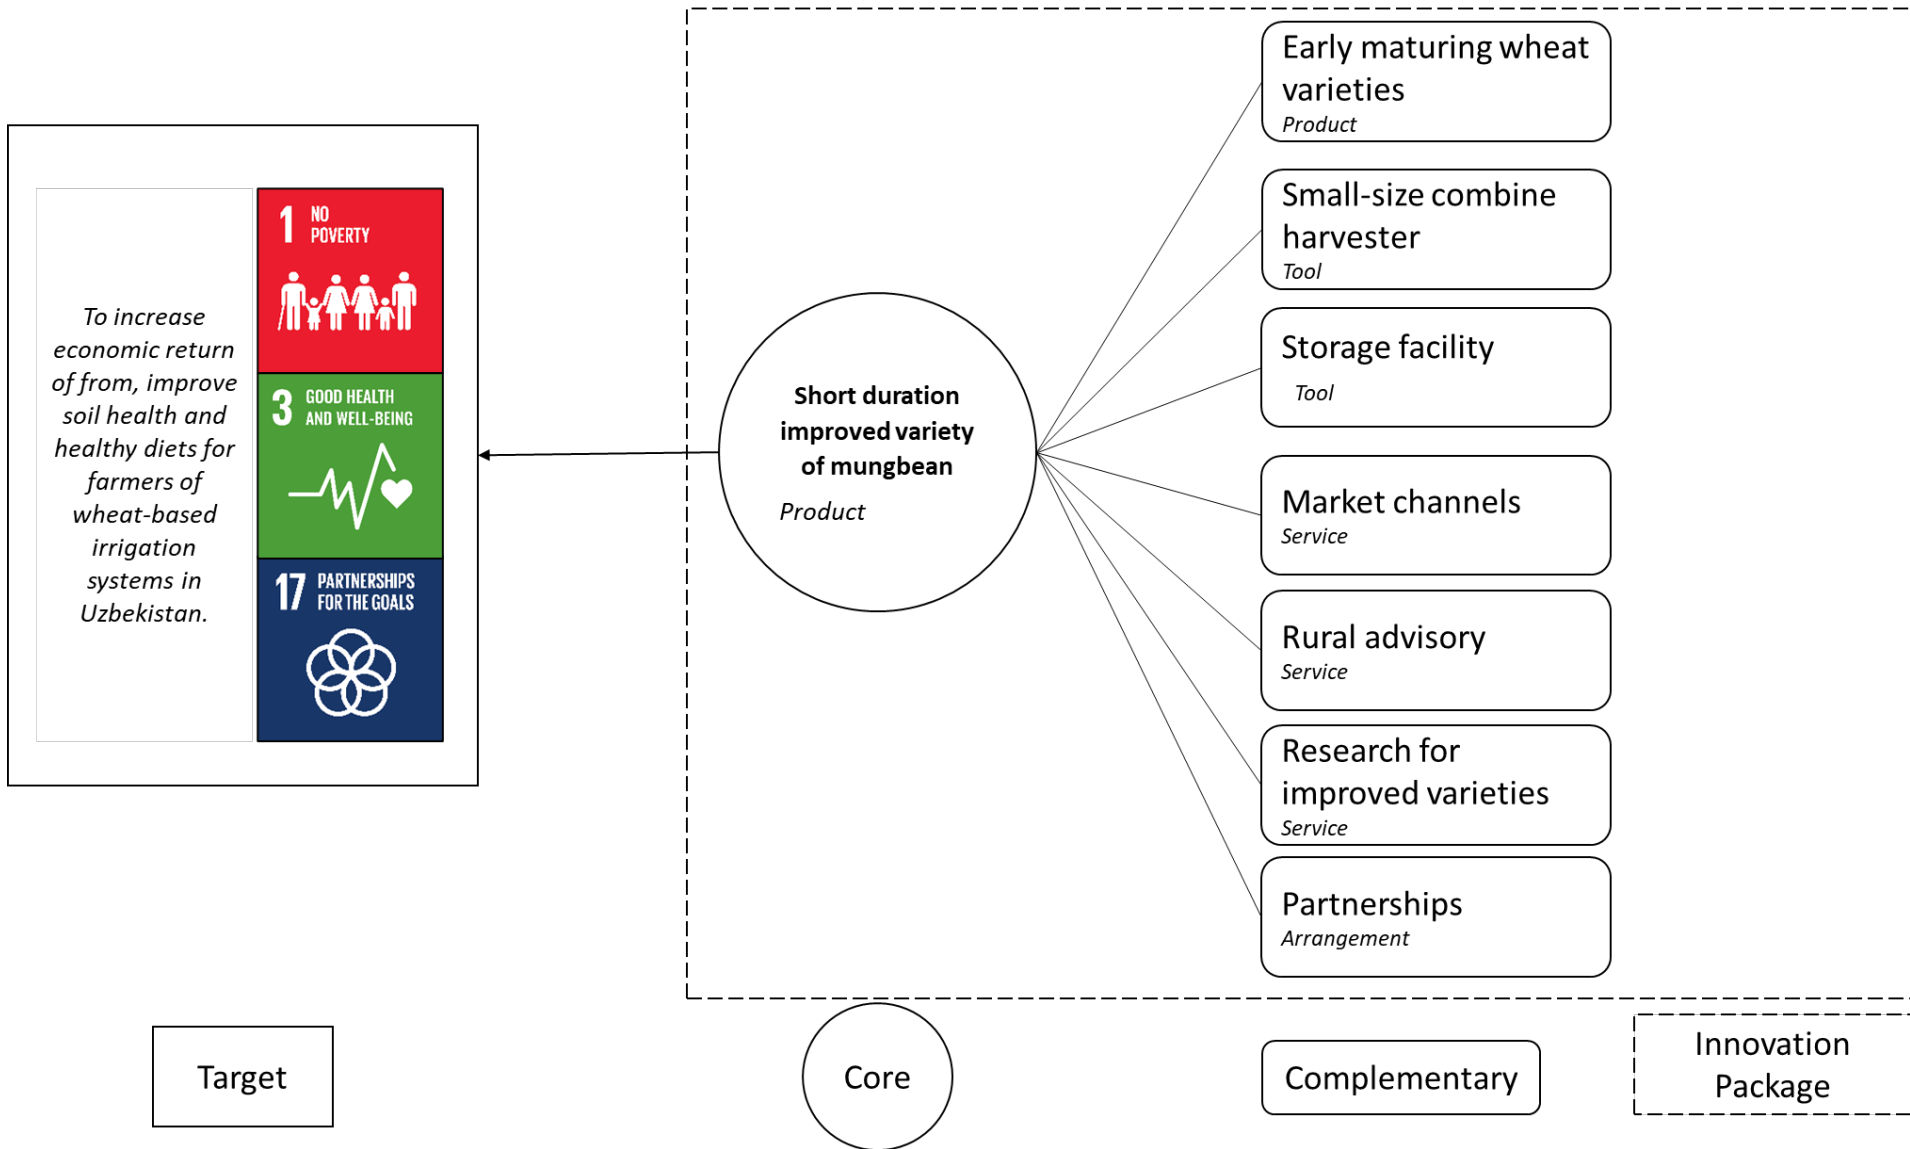 To increase
economic return
of from, improve
soil health and
healthy diets for
farmers of
wheat-based
irrigation
systems in
Uzbekistan.
1 NO
POVERTY
3 GOOD HEALTH
AND WELL-BEING
17 PARTNERSHIPS
FOR THE GOALS
Short duration
improved variety
of mungbean
Product
Early maturing wheat
varieties
Product
Small-size combine
harvester
Tool
Storage facility
Tool
Market channels
Service
Rural advisory
Service
Research for
improved varieties
Service
Partnerships
Arrangement
Target
Core
Complementary
Innovation
Package